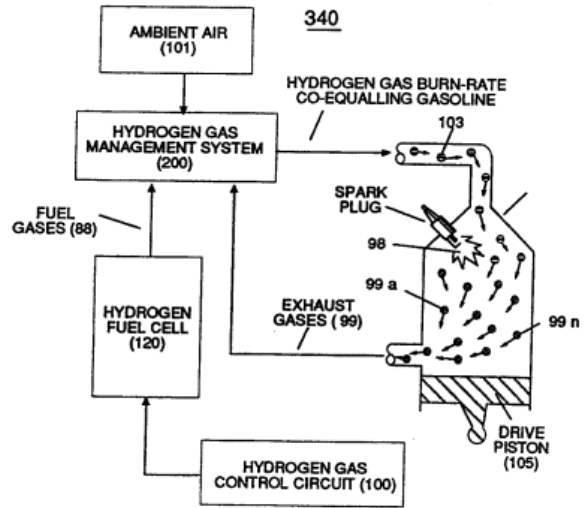 340
AMBIENT AIR
(101)
HYDROGEN GAS BURN-RATE
CO-EQUALLING GASOLINE
103
HYDROGEN GAS
MANAGEMENT SYSTEM
(200)
SPARK
PLUG
FUEL
GASES (88)
98
99 a
HYDROGEN
FUEL CELL
(120)
EXHAUST
GASES ( 99)
99 n
DRIVE
PISTON
(105)
HYDROGEN GAS
CONTROL CIRCUIT (100)